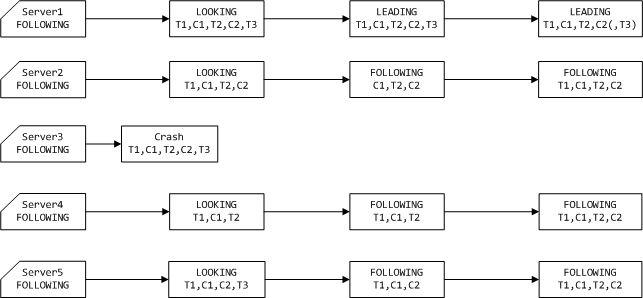 Server1
FOLLOWING
LOOKING
T1,C1,T2,C2,T3
LEADING
T1,C1,T2,C2,T3
LEADING
T1,C1,T2,C2(,T3)
Server2
FOLLOWING
LOOKING
T1,C1,T2,C2
FOLLOWING
C1,T2,C2
FOLLOWING
T1,C1,T2,C2
Server3
FOLLOWING
Crash
T1,C1,T2,C2,T3
Server4
FOLLOWING
LOOKING
T1,C1,T2
FOLLOWING
T1,C1,T2
FOLLOWING
T1,C1,T2,C2
Server5
FOLLOWING
LOOKING
T1,C1,C2,T3
FOLLOWING
T1,C1,C2
FOLLOWING
T1,C1,T2,C2